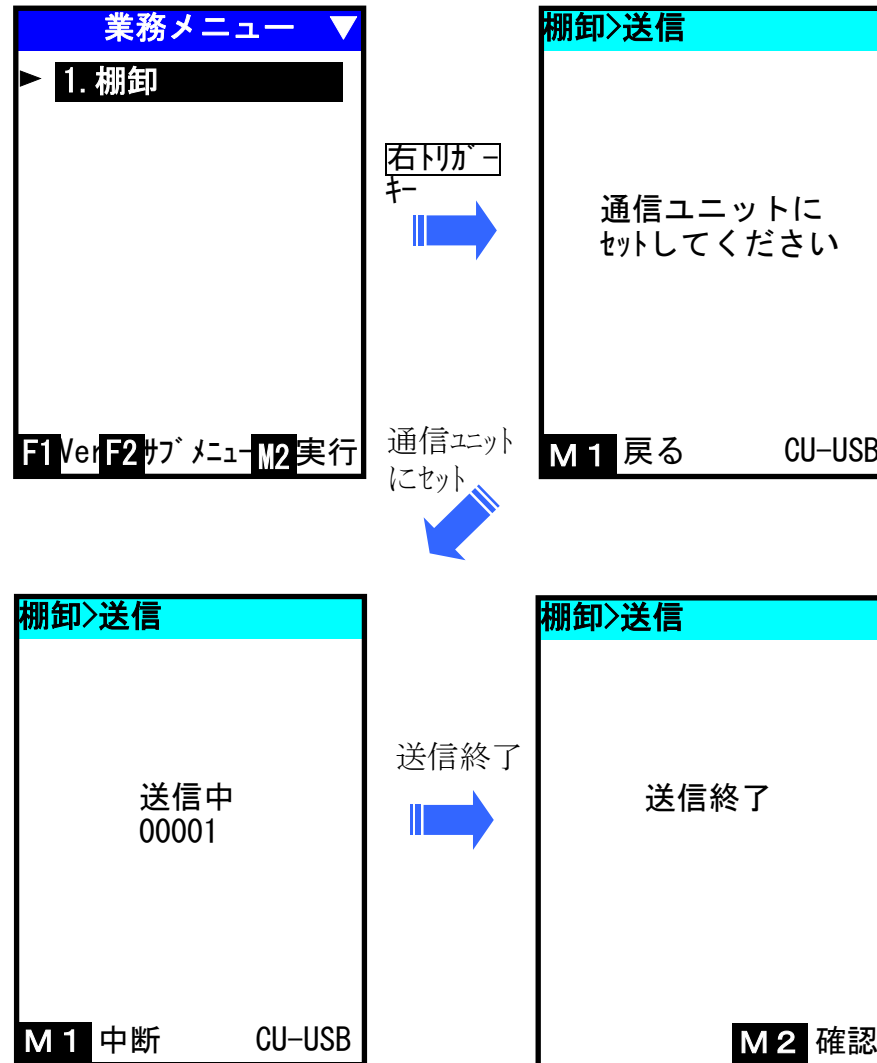 業務メニュー ▼
► 1.棚卸
F1 Ver F2 ｻﾌﾞﾒﾆｭｰ M2 実行
右ﾄﾘｶﾞｰ
ｷｰ
棚卸>送信
通信ユニットに
ｾｯﾄしてください
M1 戻る CU-USB
通信ﾕﾆｯﾄ
にｾｯﾄ
棚卸>送信
送信中
00001
M1 中断 CU-USB
送信終了
棚卸>送信
送信終了
M2 確認